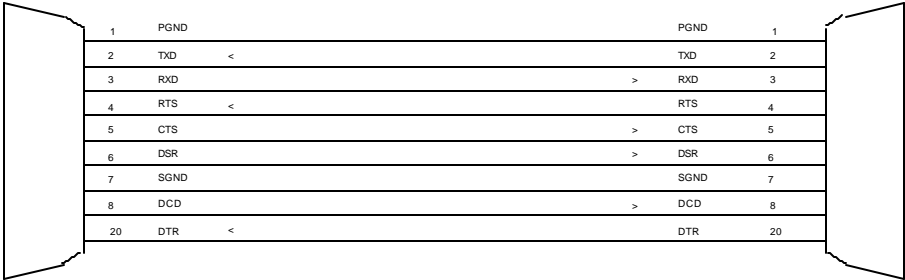 1 PGND PGND 1
2 TXD < TXD 2
3 RXD > RXD 3
4 RTS < RTS 4
5 CTS > CTS 5
6 DSR > DSR 6
7 SGND SGND 7
8 DCD > DCD 8
20 DTR < DTR 20